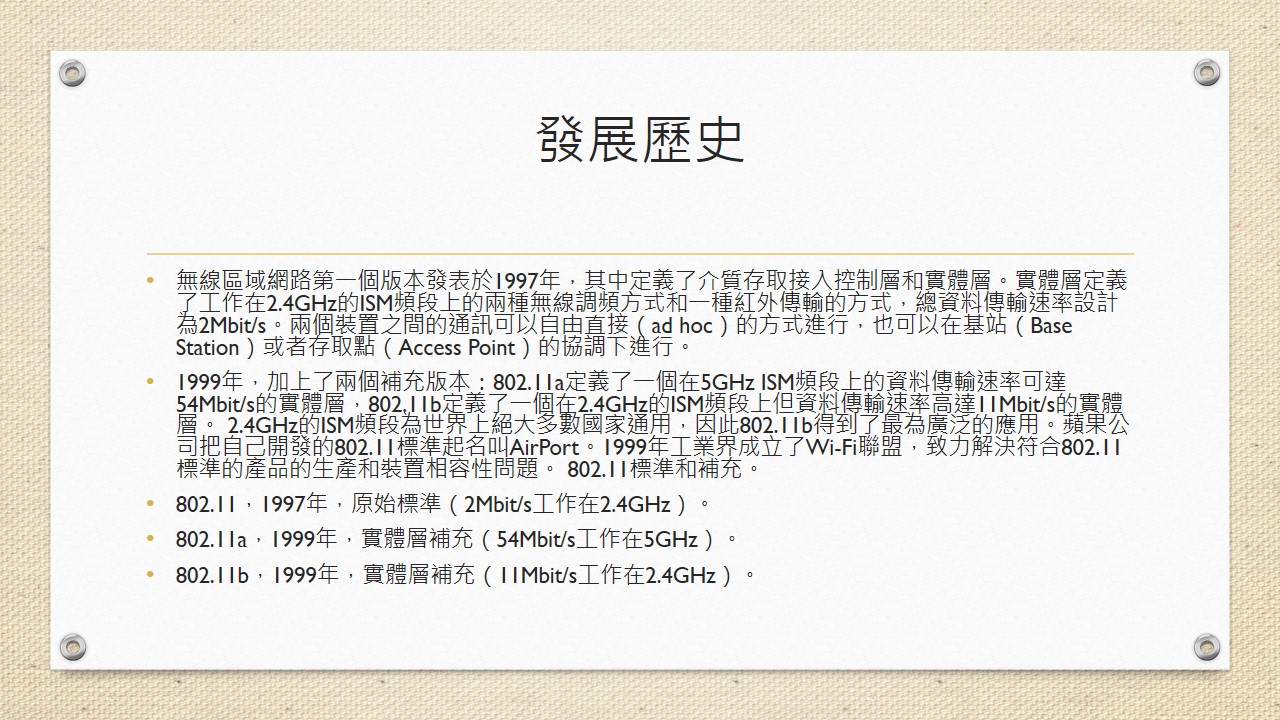 發展歷史
• 無線區域網路第一個版本發表於1997年，其中定義了介質存取接入控制層和實體層。實體層定義
了工作在2.4GHz的ISM頻段上的兩種無線調頻方式和一種紅外傳輸的方式，總資料傳輸速率設計
為2Mbit/s。兩個裝置之間的通訊可以自由直接（ad hoc）的方式進行，也可以在基站（Base
Station）或者存取點（Access Point）的協調下進行。
• 1999年，加上了兩個補充版本：802.11a定義了一個在5GHz ISM頻段上的資料傳輸速率可達
54Mbit/s的實體層，802.11b定義了一個在2.4GHz的ISM頻段上但資料傳輸速率高達11Mbit/s的實體
層。 2.4GHz的ISM頻段為世界上絕大多數國家通用，因此802.11b得到了最為廣泛的應用。蘋果公
司把自己開發的802.11標準起名叫AirPort。1999年工業界成立了Wi-Fi聯盟，致力解決符合802.11
標準的產品的生產和裝置相容性問題。 802.11標準和補充。
• 802.11，1997年，原始標準（2Mbit/s工作在2.4GHz）。
• 802.11a，1999年，實體層補充（54Mbit/s工作在5GHz）。
• 802.11b，1999年，實體層補充（11Mbit/s工作在2.4GHz）。